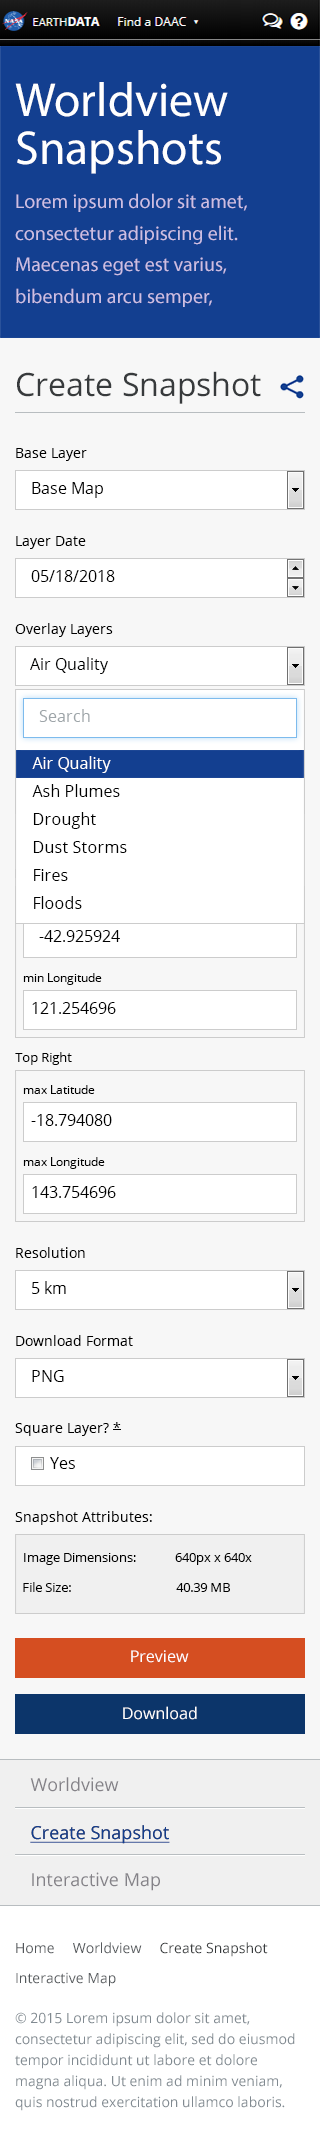 NASA EARTHDATA Find a DAAC
Worldview
Snapshots
Lorem ipsum dolor sit amet,
consectetur adipiscing elit.
Maecenas eget est varius,
bibendum arcu semper,
Create Snapshot
Base Layer
Base Map
Layer Date
05/18/2018
Overlay Layers
Air Quality
Search
Air Quality
Ash Plumes
Drought
Dust Storms
Fires
Floods
-42.925924
min Longitude
121.254696
Top Right
max Latitude
-18.794080
max Longitude
143.754696
Resolution
5 km
Download Format
PNG
Square Layer? *
Yes
Snapshot Attributes:
Image Dimensions: 640px x 640x
File Size: 40.39 MB
Preview
Download
Worldview
Create Snapshot
Interactive Map
Home Worldview Create Snapshot
Interactive Map
© 2015 Lorem ipsum dolor sit amet,
consectetur adipiscing elit, sed do eiusmod
tempor incididunt ut labore et dolore
magna aliqua. Ut enim ad minim veniam,
quis nostrud exercitation ullamco laboris.